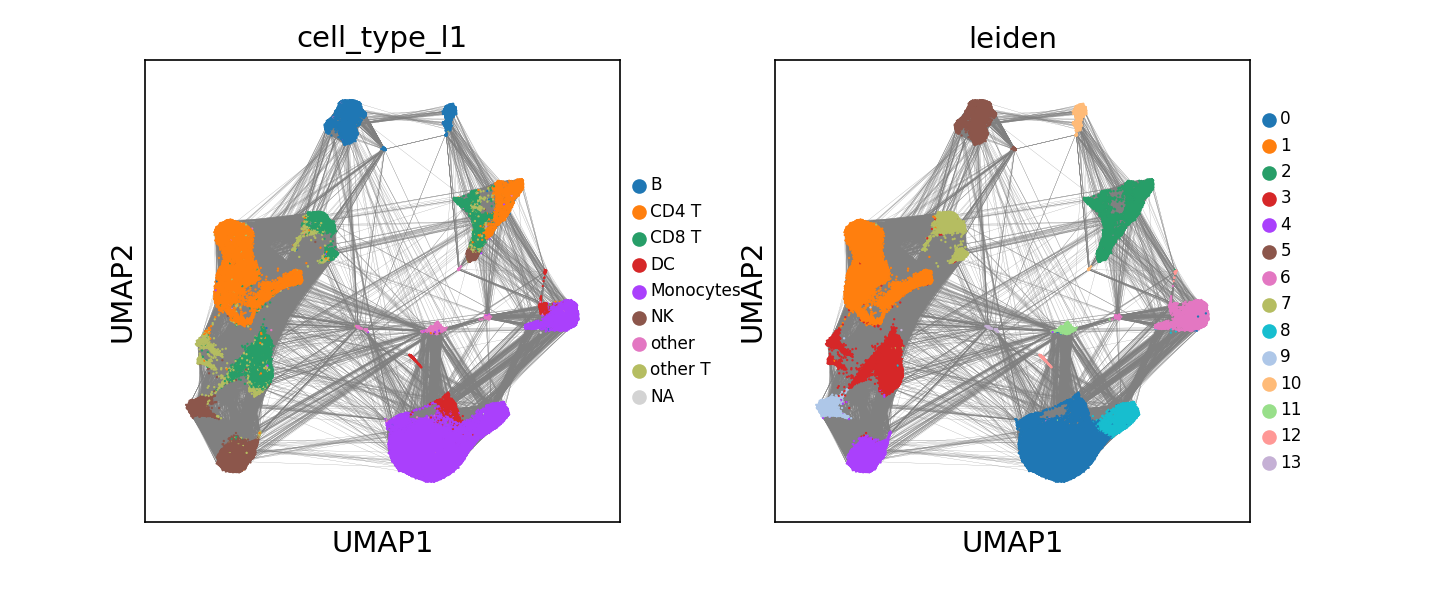 cell_type_l1
UMAP2
UMAP1
B
CD4 T
CD8 T
DC
Monocytes
NK
other
other T
NA
leiden
UMAP2
UMAP1
0
1
2
3
4
5
6
7
8
9
10
11
12
13